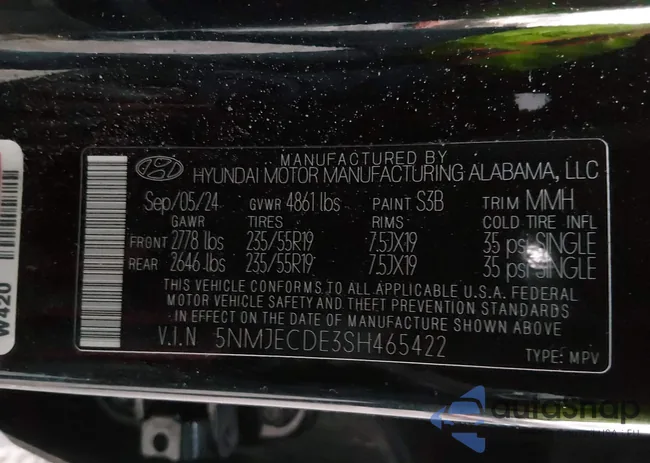 MANUFACTURED BY
HYUNDAI MOTOR MANUFACTURING ALABAMA, LLC
Sep/05/24 GVWR 4861 lbs PAINT S3B TRIM MMH
GAWR TIRES RIMS COLD TIRE INFL
FRONT 2778 lbs 235/55R19 7.5JX19 35 psi SINGLE
REAR 2646 lbs 235/55R19 7.5JX19 35 psi SINGLE
THIS VEHICLE CONFORMS TO ALL APPLICABLE U.S.A. FEDERAL
MOTOR VEHICLE SAFETY AND THEFT PREVENTION STANDARDS
IN EFFECT ON THE DATE OF MANUFACTURE SHOWN ABOVE
V.I.N 5NMJECDE3SH465422 TYPE: MPV
W420
autoSnap